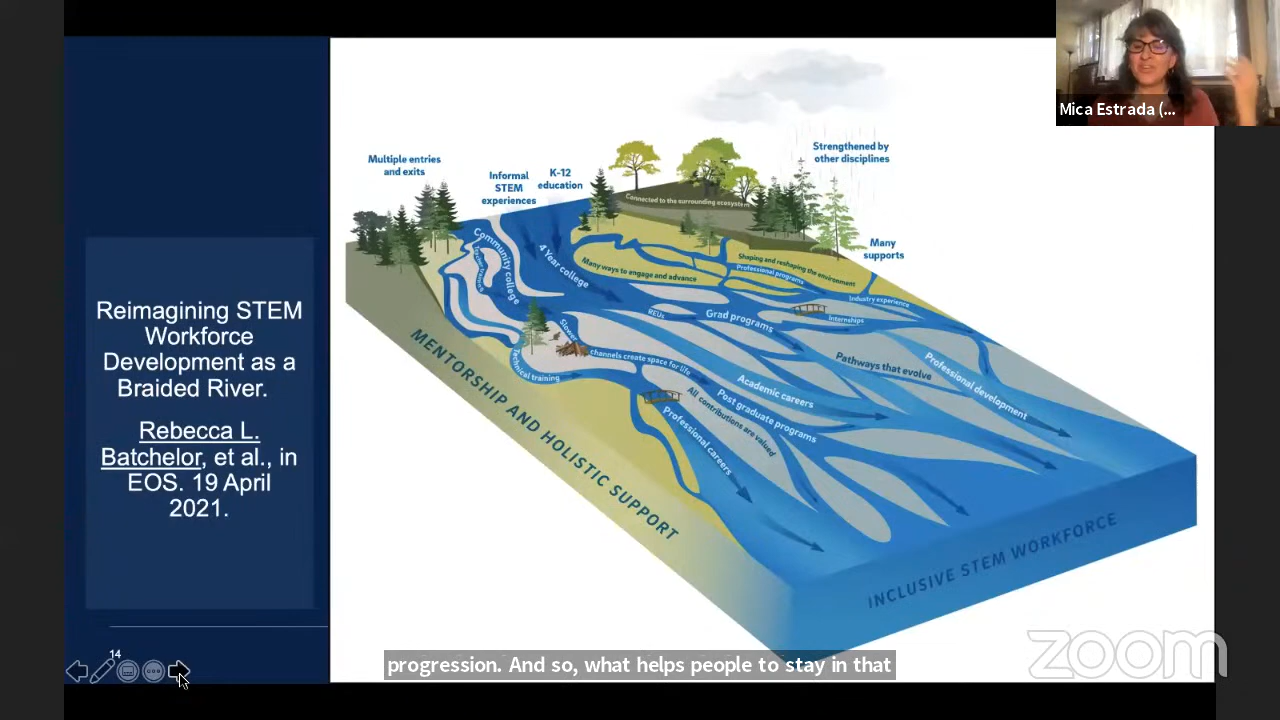 Mica Estrada (...
Multiple entries
and exits
Informal
STEM
experiences
K-12
education
Strengthened by
other disciplines
Many
supports
Connected to the surrounding ecosystem
Community college
4 Year college
Many ways to engage and advance
Shaping and reshaping the environment
Professional programs
Industry experience
Internships
REUs
Grad programs
Slower
channels create space for life
Technical training
Pathways that evolve
Professional development
Academic careers
Post graduate programs
All contributions are valued
Professional careers
MENTORSHIP AND HOLISTIC SUPPORT
INCLUSIVE STEM WORKFORCE
Reimagining STEM
Workforce
Development as a
Braided River.
Rebecca L.
Batchelor, et al., in
EOS. 19 April
2021.
14
progression. And so, what helps people to stay in that
zoom